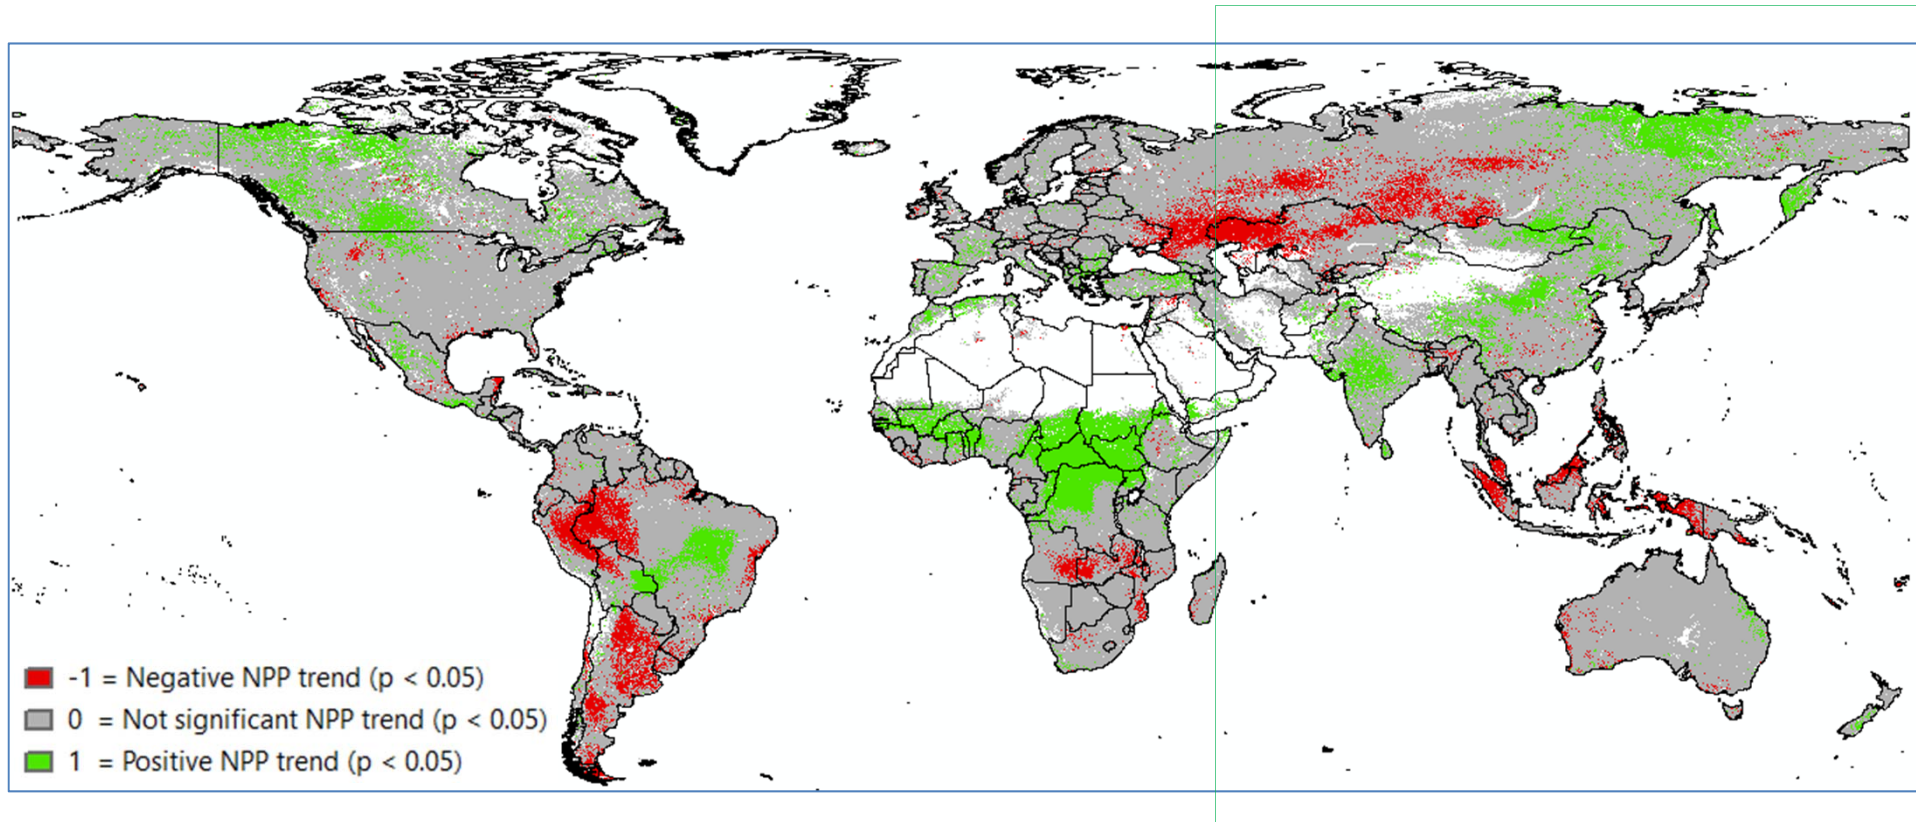 -1 = Negative NPP trend (p < 0.05)
0 = Not significant NPP trend (p < 0.05)
1 = Positive NPP trend (p < 0.05)